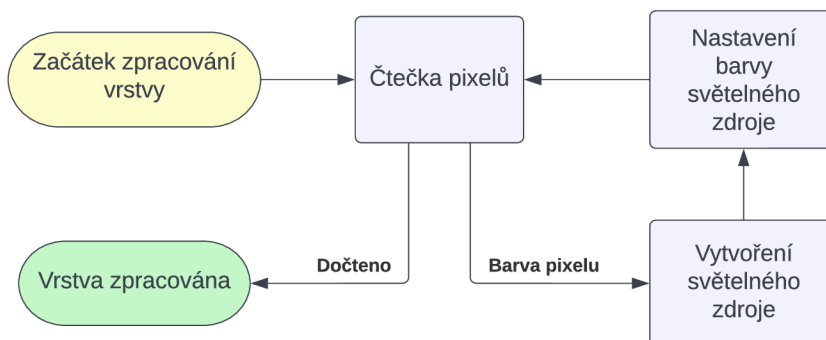 Začátek zpracování
vrstvy
Čtečka pixelů
Nastavení
barvy
světelného
zdroje
Dočteno
Barva pixelu
Vrstva zpracována
Vytvoření
světelného
zdroje